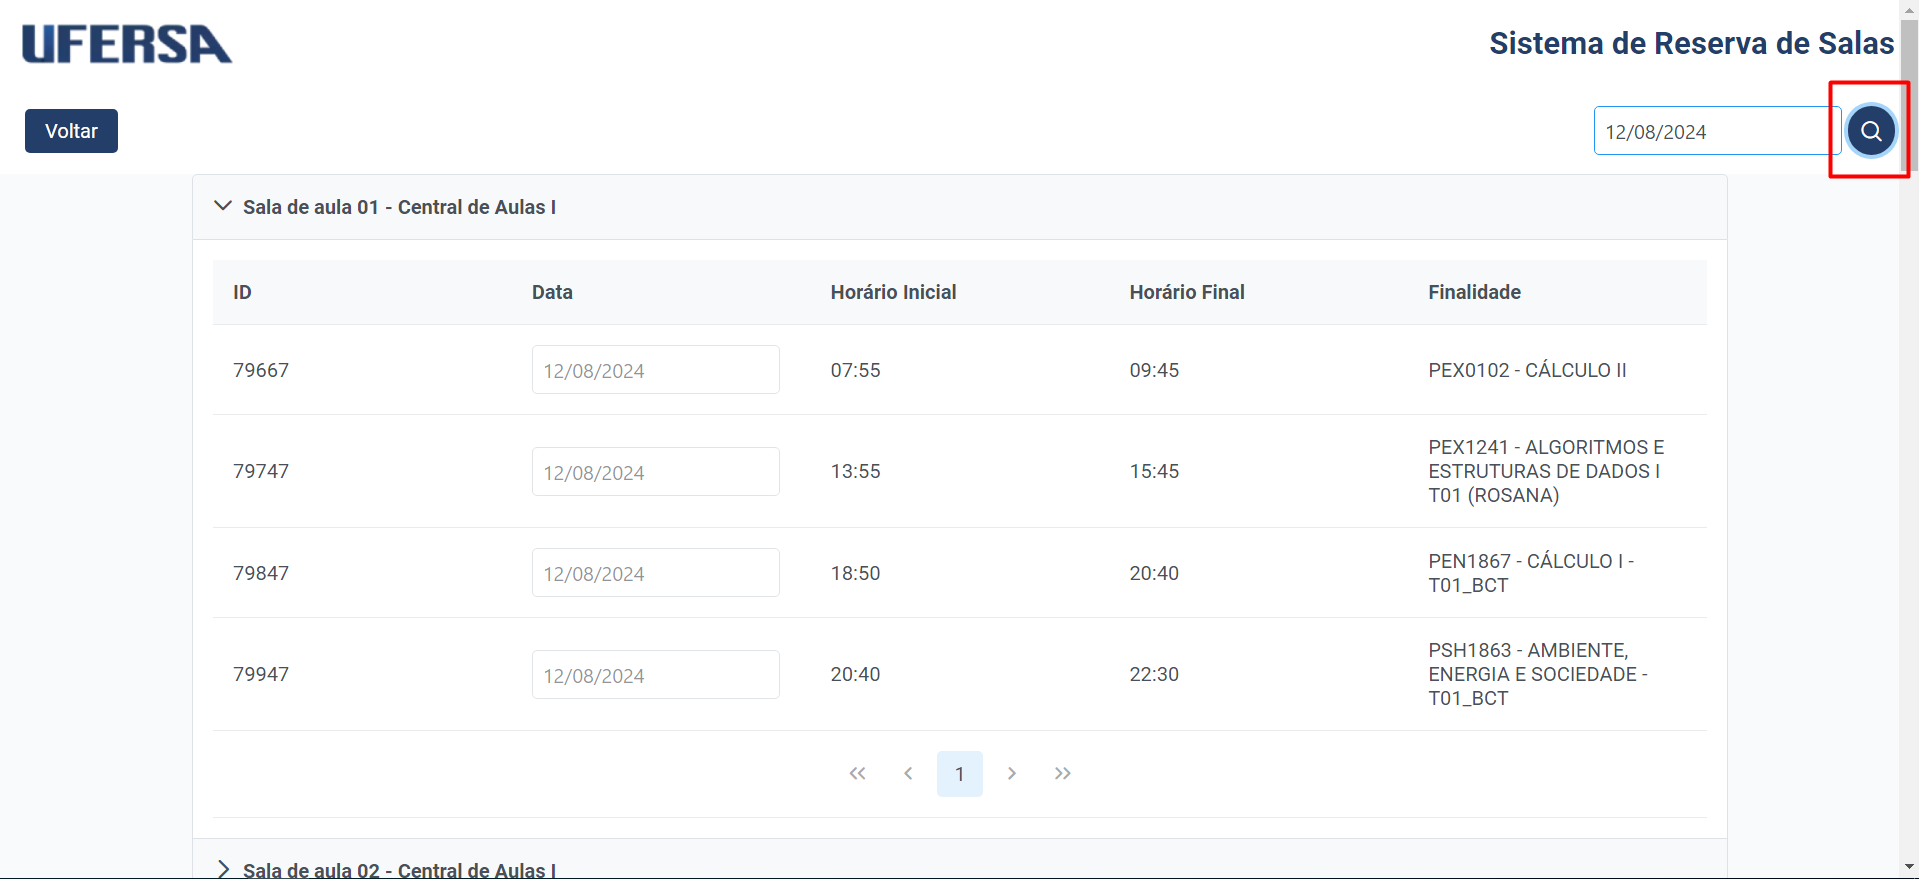 UFERSA
Sistema de Reserva de Salas
Voltar
12/08/2024
Sala de aula 01 - Central de Aulas I
ID Data Horário Inicial Horário Final Finalidade
79667 12/08/2024 07:55 09:45 PEX0102 - CÁLCULO II
79747 12/08/2024 13:55 15:45 PEX1241 - ALGORITMOS E
ESTRUTURAS DE DADOS I
T01 (ROSANA)
79847 12/08/2024 18:50 20:40 PEN1867 - CÁLCULO I -
T01_BCT
79947 12/08/2024 20:40 22:30 PSH1863 - AMBIENTE,
ENERGIA E SOCIEDADE -
T01_BCT
1
Sala de aula 02 - Central de Aulas I